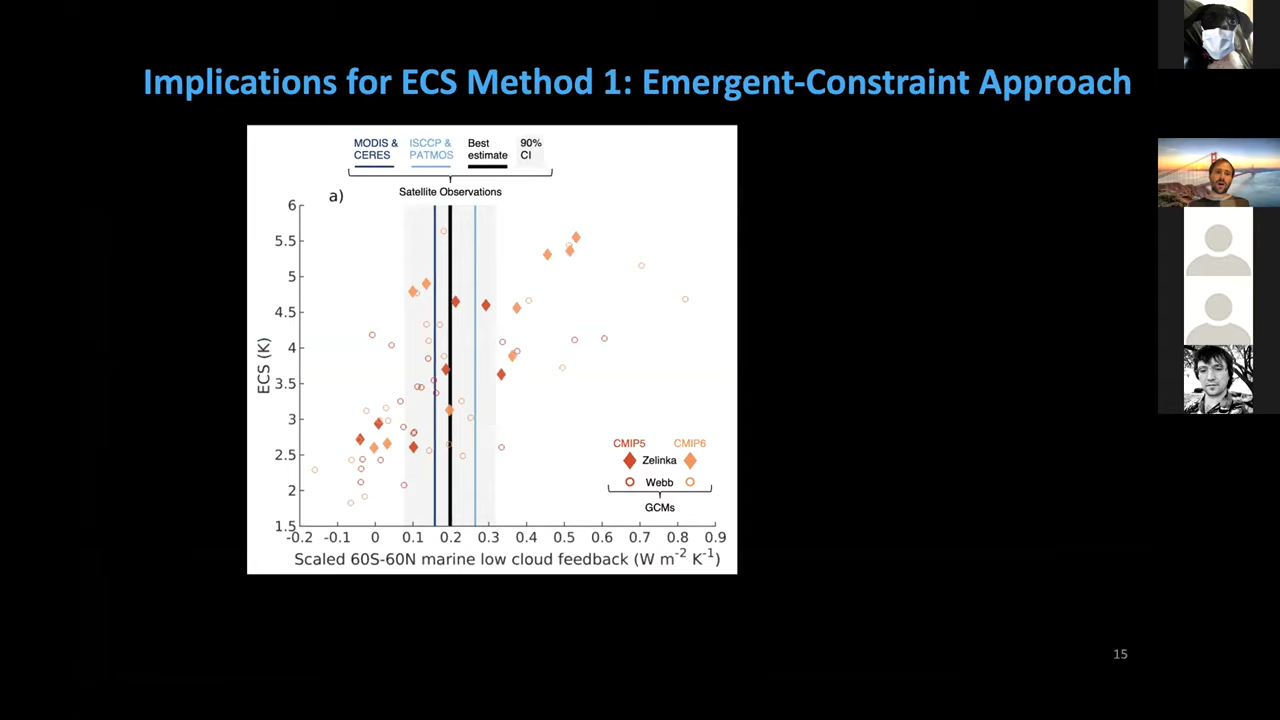 Implications for ECS Method 1: Emergent-Constraint Approach
MODIS & CERES
ISCCP & PATMOS
Best estimate
90% CI
Satellite Observations
a)
6
5.5
5
4.5
4
3.5
3
2.5
2
1.5
ECS (K)
CMIP5 CMIP6
Zelinka
Webb
GCMs
-0.2 -0.1 0 0.1 0.2 0.3 0.4 0.5 0.6 0.7 0.8 0.9
Scaled 60S-60N marine low cloud feedback (W m-2 K-1)
15